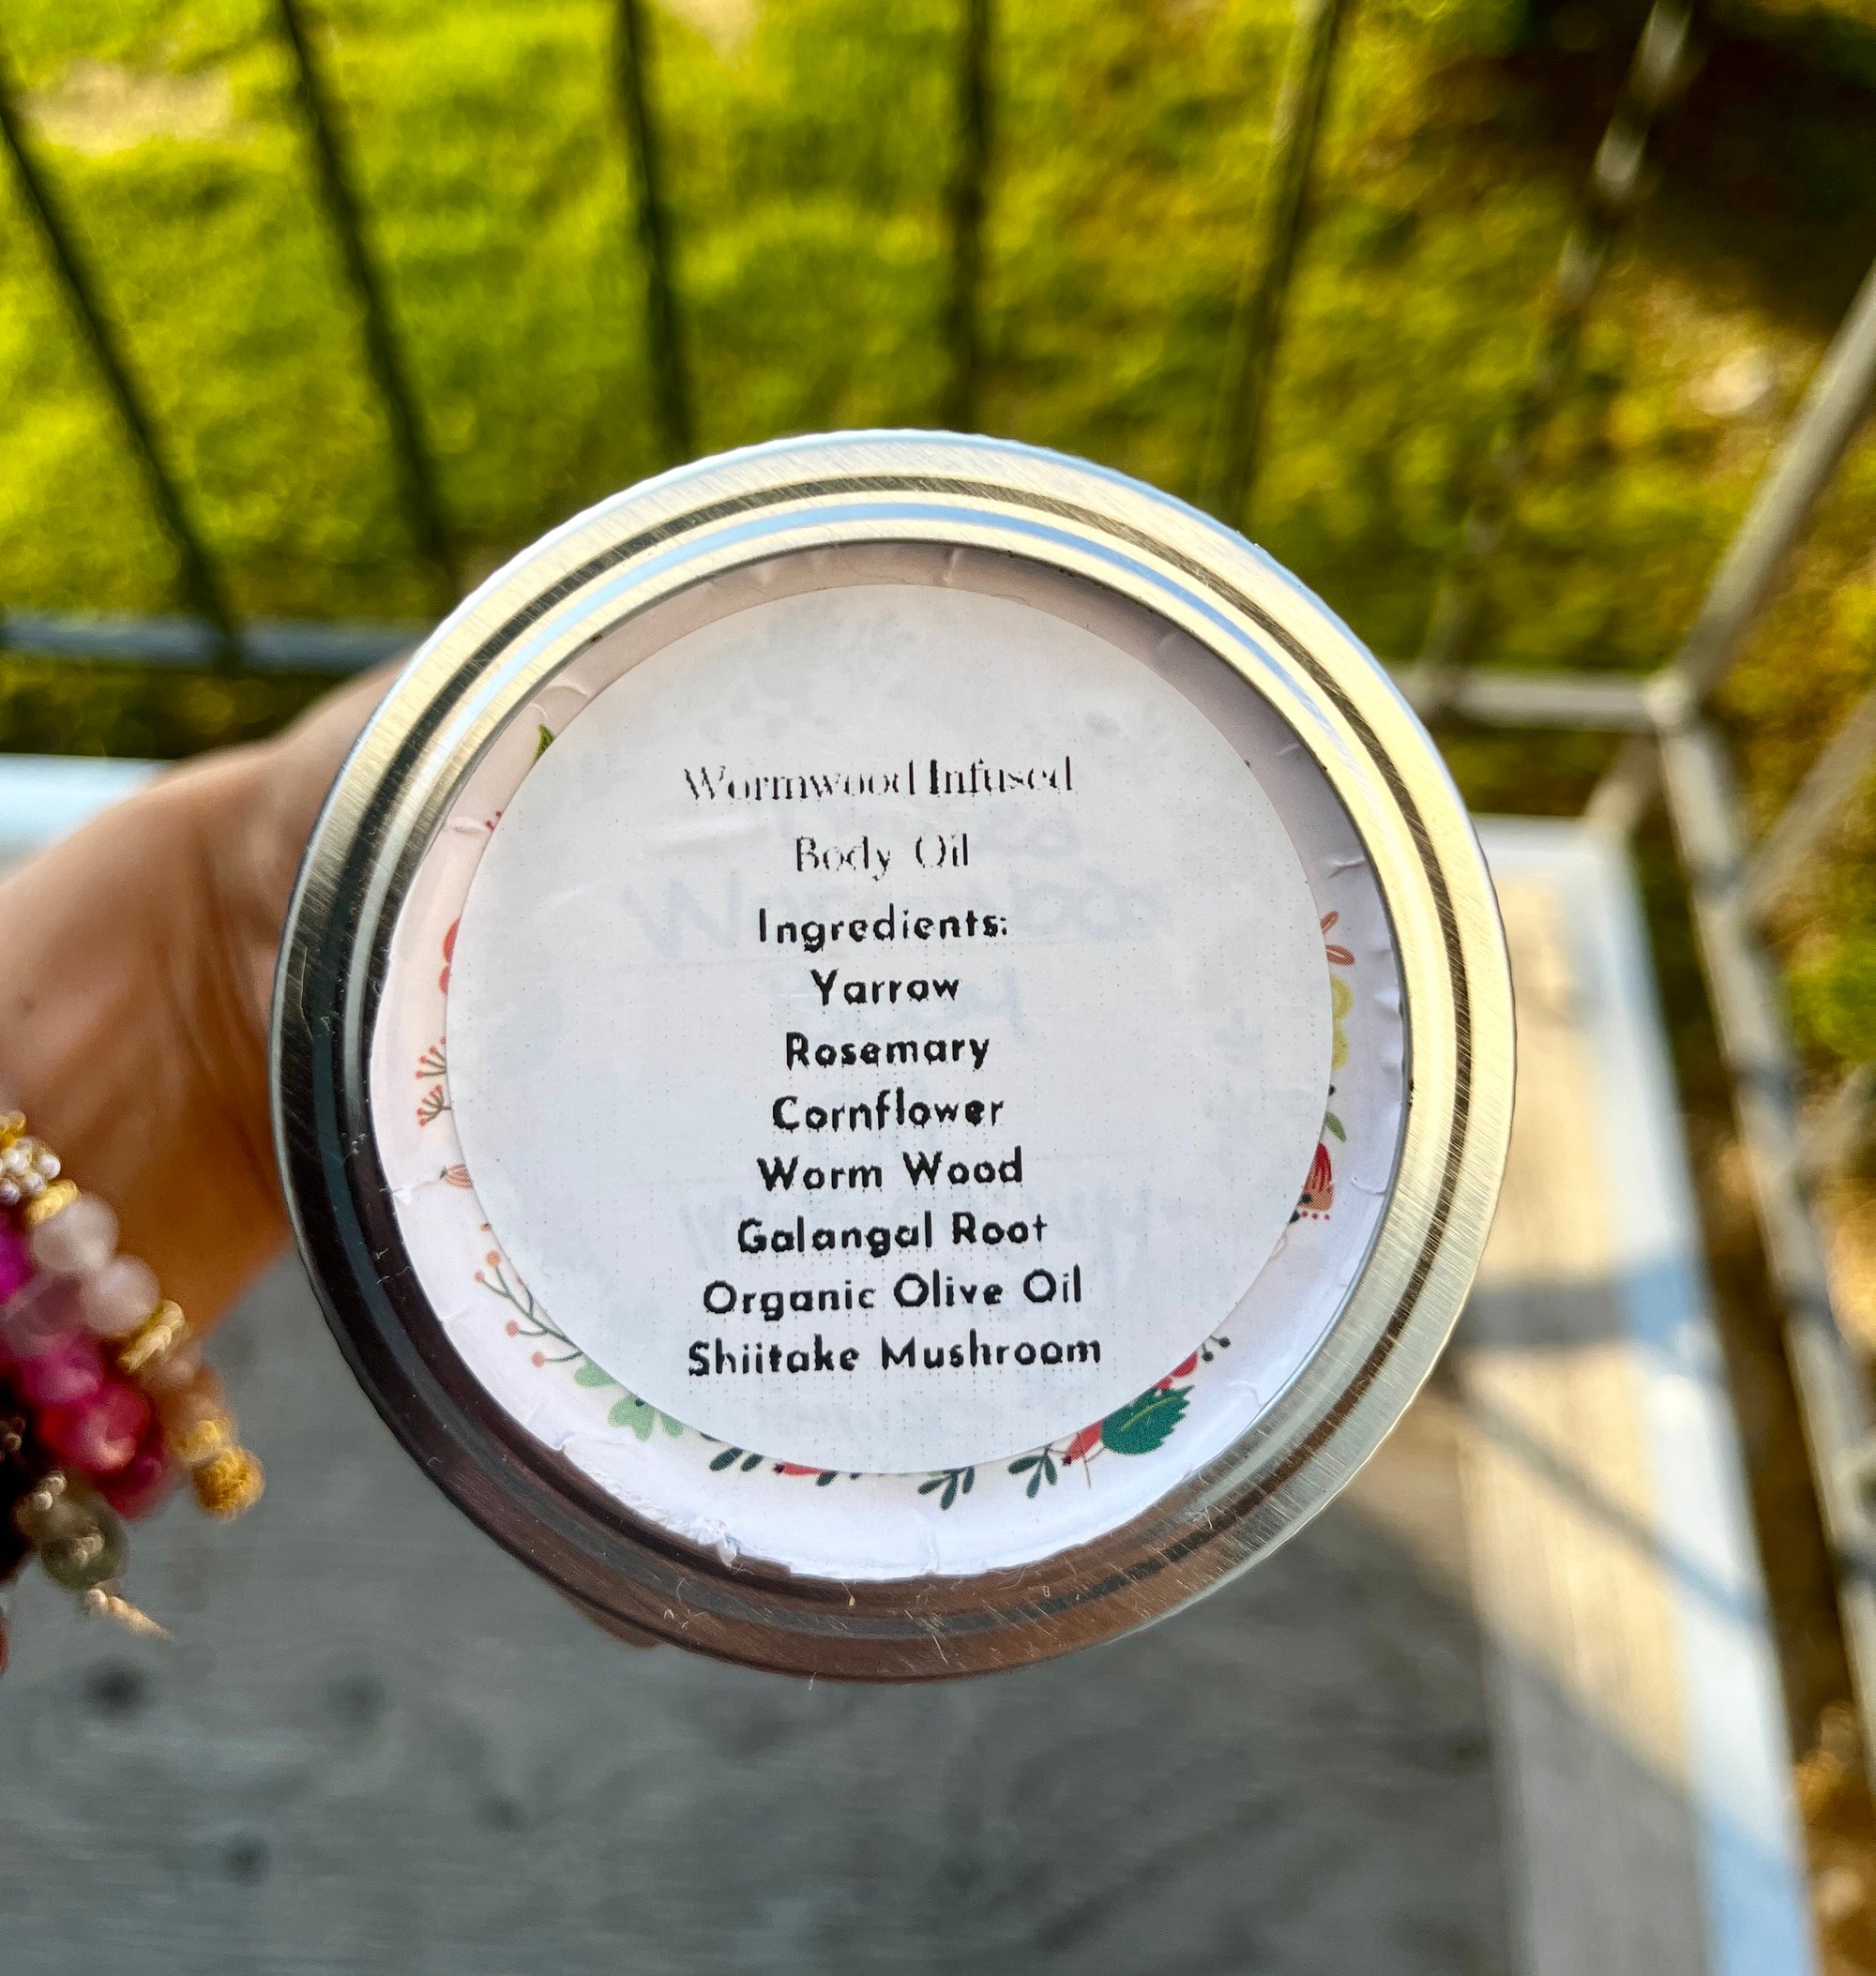 Wormwood Infused
Body Oil
Ingredients:
Yarrow
Rosemary
Cornflower
Worm Wood
Galangal Root
Organic Olive Oil
Shiitake Mushroom